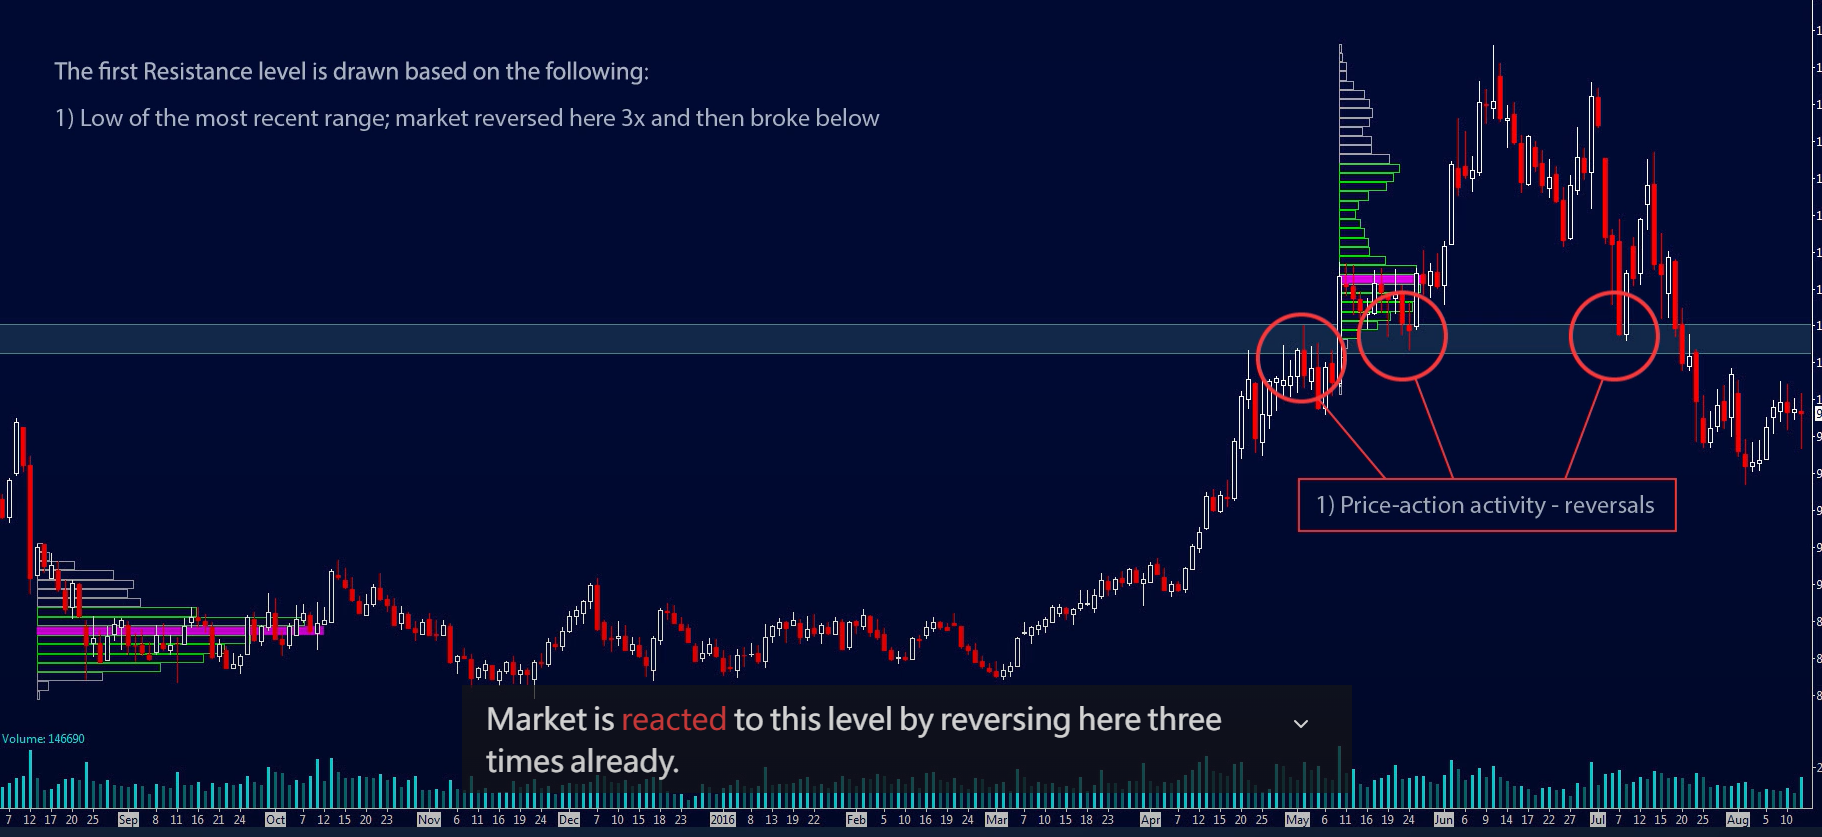 The first Resistance level is drawn based on the following:
1) Low of the most recent range; market reversed here 3x and then broke below
1) Price-action activity - reversals
Market is reacted to this level by reversing here three
times already.
Volume: 146690
7 12 17 20 25 Sep 8 11 16 21 24 Oct 7 12 15 20 23 Nov 6 11 16 19 24 Dec 7 10 15 18 23 2016 8 13 19 22 Feb 5 10 16 19 24 Mar 8 11 16 21 24 Apr 7 12 15 20 25 May 6 11 16 19 24 Jun 6 9 14 17 22 27 Jul 7 12 15 20 25 Aug 5 10